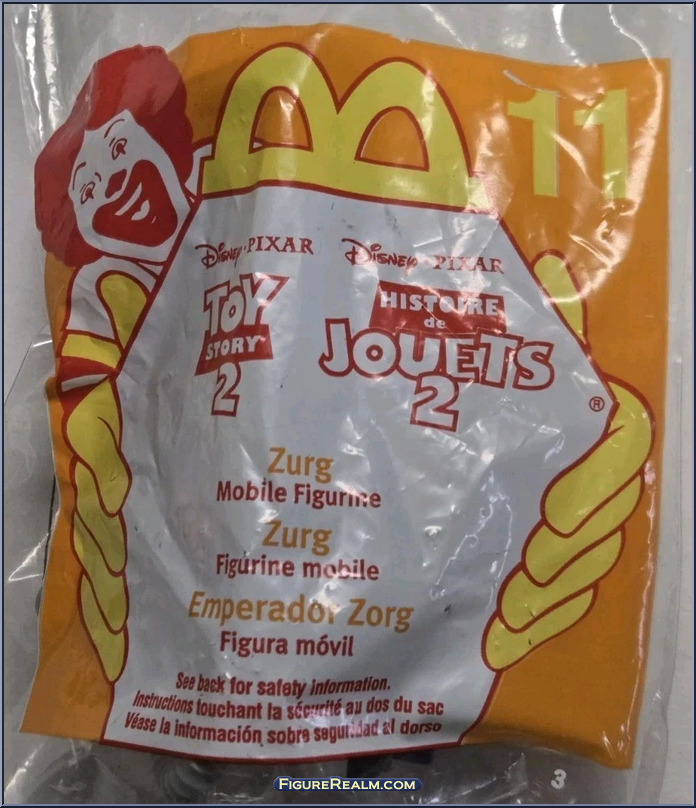 11
Disney·PIXAR
TOY
STORY
2
Disney·PIXAR
HISTOIRE
de
JOUETS
2
®
Zurg
Mobile Figurine
Zurg
Figurine mobile
Emperador Zorg
Figura móvil
See back for safety information.
Instructions touchant la sécurité au dos du sac
Véase la información sobre seguridad al dorso
3
FIGUREREALM.COM